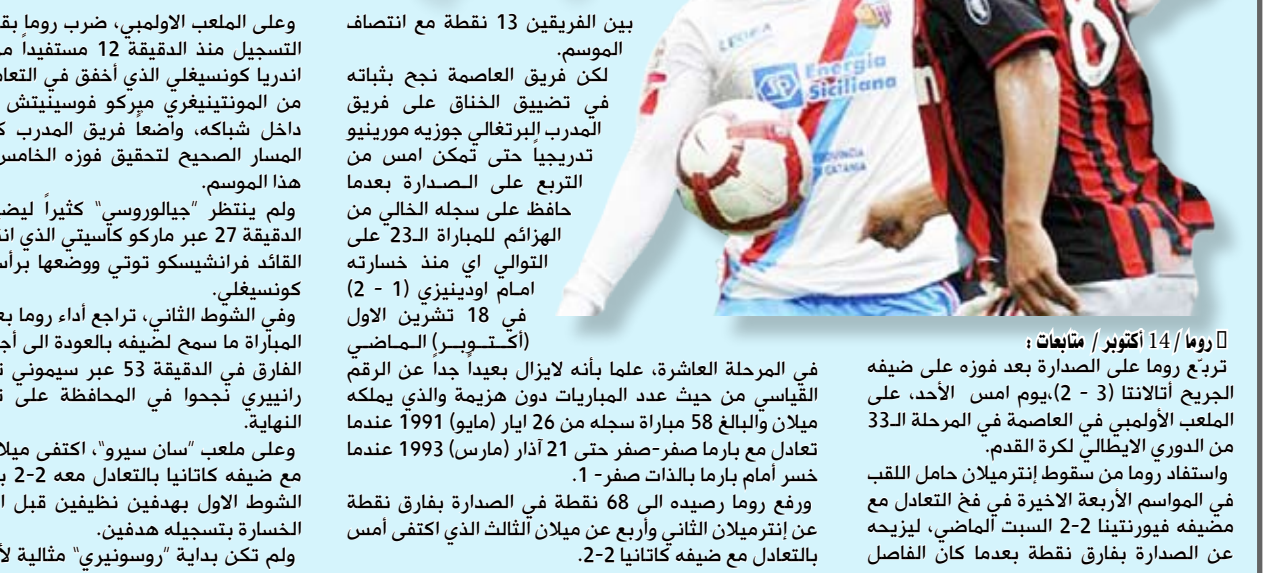 روما / 14 أكتوبر / متابعات :
تربّع روما على الصدارة بعد فوزه على ضيفه
الجريح أتالانتا (3 - 2)،يوم امس الأحد، على
الملعب الأولمبي في العاصمة في المرحلة الـ33
من الدوري الايطالي لكرة القدم.
واستفاد روما من سقوط إنترميلان حامل اللقب
في المواسم الأربعة الاخيرة في فخ التعادل مع
مضيفه فيورنتينا 2-2 السبت الماضي، ليزيحه
عن الصدارة بفارق نقطة بعدما كان الفاصل
بين الفريقين 13 نقطة مع انتصاف
الموسم.
لكن فريق العاصمة نجح بثباته
في تضييق الخناق على فريق
المدرب البرتغالي جوزيه مورينيو
تدريجياً حتى تمكن امس من
التربع على الـصـدارة بعدما
حافظ على سجله الخالي من
الهزائم للمباراة الـ23 على
التوالي اي منذ خسارته
امـام اودينيزي (1 - 2)
في 18 تشرين الاول
(أكـتـوبـر) الـمـاضـي
في المرحلة العاشرة، علما بأنه لايزال بعيداً جداً عن الرقم
القياسي من حيث عدد المباريات دون هزيمة والذي يملكه
ميلان والبالغ 58 مباراة سجله من 26 ايار (مايو) 1991 عندما
تعادل مع بارما صفر-صفر حتى 21 آذار (مارس) 1993 عندما
خسر أمام بارما بالذات صفر- 1.
ورفع روما رصيده الى 68 نقطة في الصدارة بفارق نقطة
عن إنترميلان الثاني وأربع عن ميلان الثالث الذي اكتفى أمس
بالتعادل مع ضيفه كاتانيا 2-2.
وعلى الملعب الاولمبي، ضرب روما
التسجيل منذ الدقيقة 12 مستفيداً
اندريا كونسيغلي الذي أخفق في
من المونتينيغري ميركو فوسينيتش
داخل شباكه، واضعاً فريق المدرب
المسار الصحيح لتحقيق فوزه الخامس
هذا الموسم.
ولم ينتظر "جيالوروسي" كثيراً
الدقيقة 27 عبر ماركو كاسيتي الذي
القائد فرانشيسكو توتي ووضعها
كونسيغلي.
وفي الشوط الثاني، تراجع أداء روما
المباراة ما سمح لضيفه بالعودة الى
الفارق في الدقيقة 53 عبر سيموني
رانييري نجحوا في المحافظة على
النهاية.
وعلى ملعب "سان سيرو"، اكتفى
مع ضيفه كاتانيا بالتعادل معه 2-2
الشوط الاول بهدفين نظيفين قبل
الخسارة بتسجيله هدفين.
ولم تكن بداية "روسونيري" مثالية
Energia
Siciliana
PROVINCIA
CATANIA